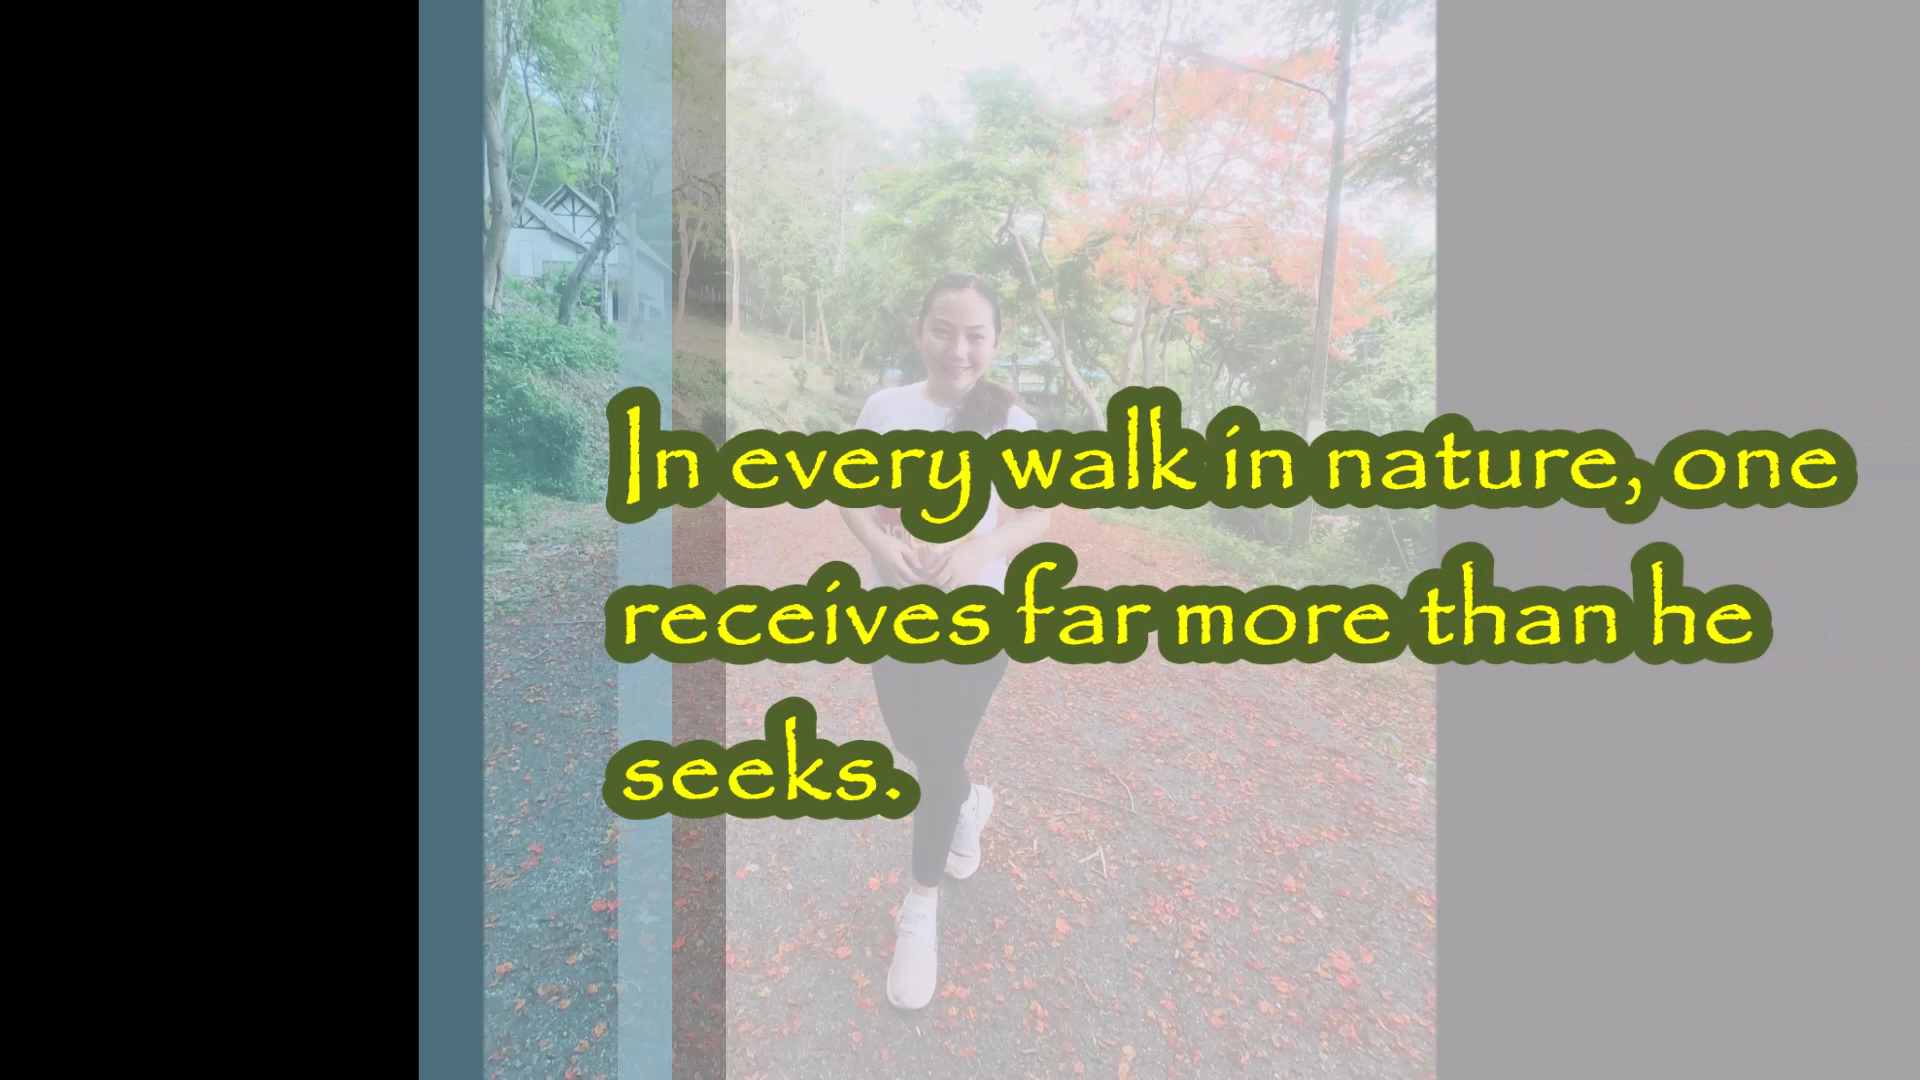 In every walk in nature, one
receives far more than he
seeks.